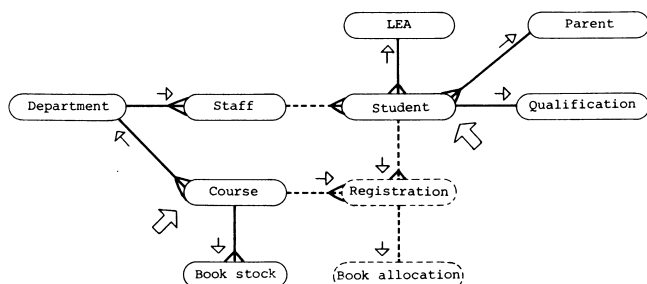 LEA
Parent
Department
Staff
Student
Qualification
Course
Registration
Book stock
Book allocation